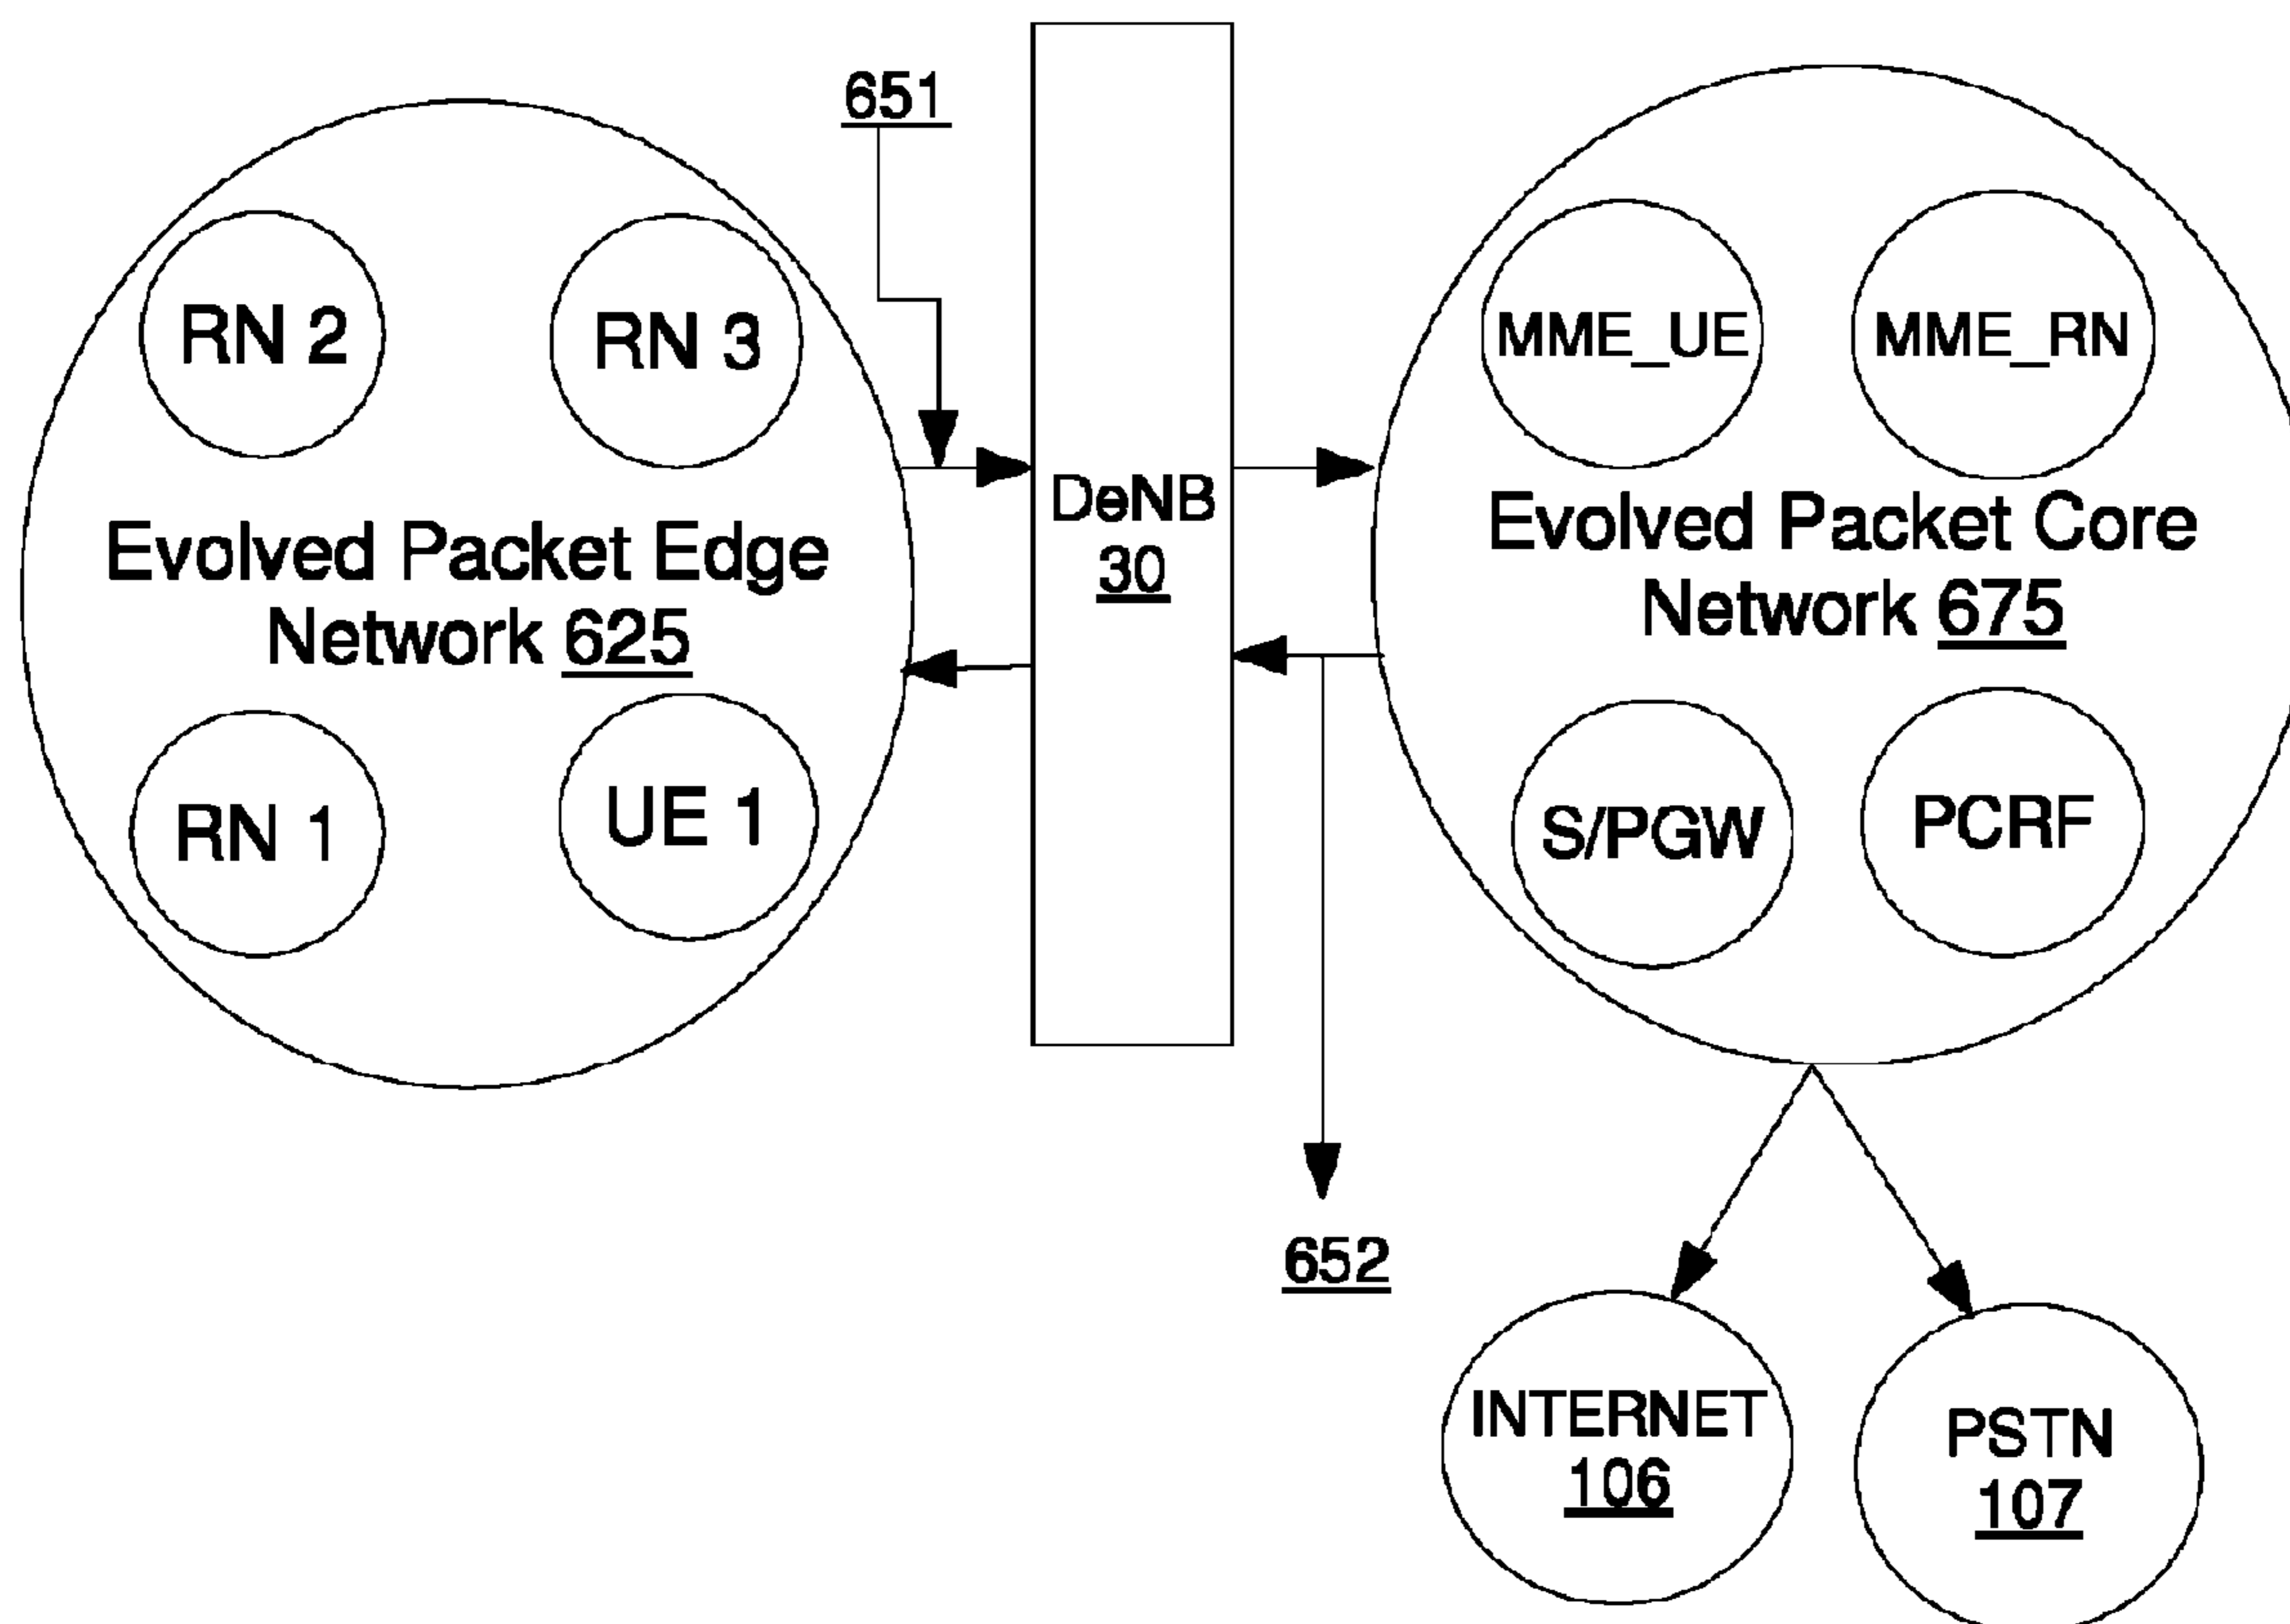 651
RN 2
RN 3
Evolved Packet Edge
Network 625
RN 1
UE 1
DeNB
30
MME_UE
MME_RN
Evolved Packet Core
Network 675
S/PGW
PCRF
652
INTERNET
106
PSTN
107